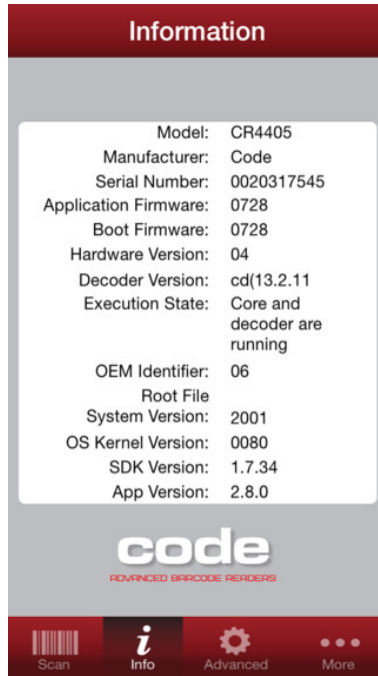 Information
Model: CR4405
Manufacturer: Code
Serial Number: 0020317545
Application Firmware: 0728
Boot Firmware: 0728
Hardware Version: 04
Decoder Version: cd(13.2.11
Execution State: Core and
decoder are
running
OEM Identifier: 06
Root File
System Version: 2001
OS Kernel Version: 0080
SDK Version: 1.7.34
App Version: 2.8.0
code
ADVANCED BARCODE READERS
Scan Info Advanced More